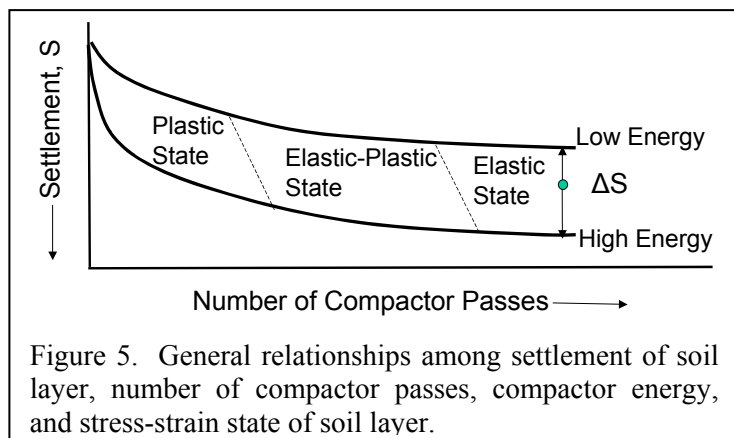 Settlement, S
Plastic
State
Elastic-Plastic
State
Elastic
State
Low Energy
ΔS
High Energy
Number of Compactor Passes
Figure 5. General relationships among settlement of soil
layer, number of compactor passes, compactor energy,
and stress-strain state of soil layer.